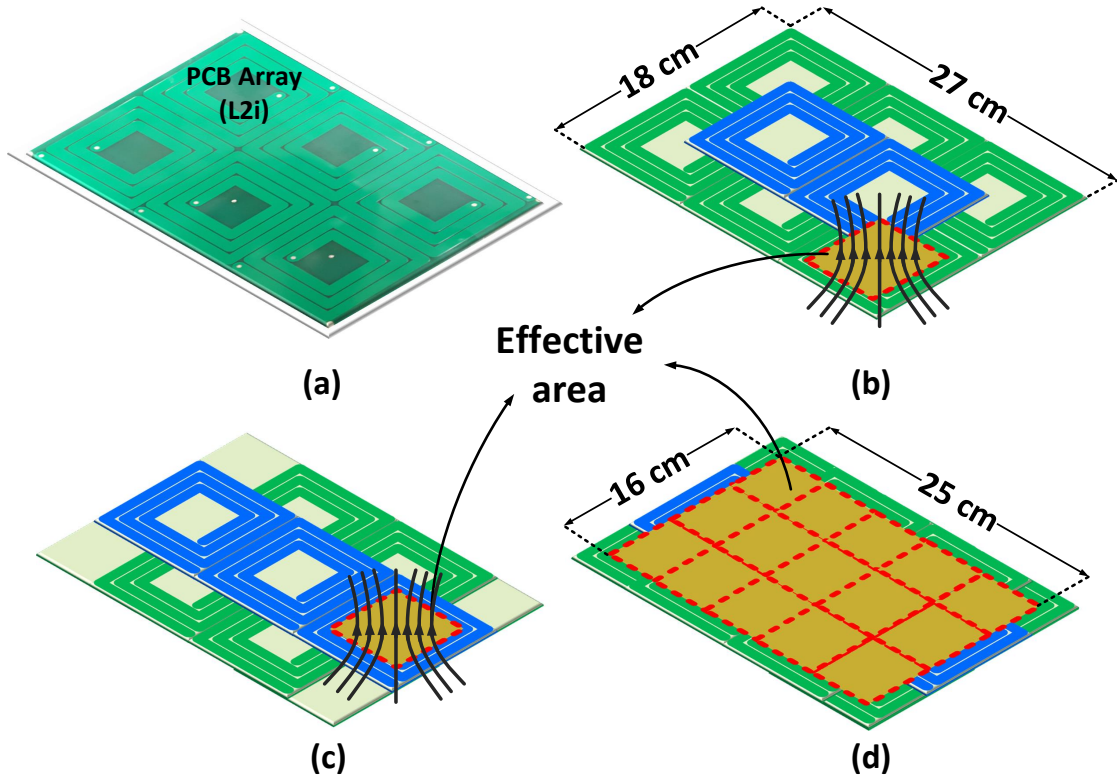 PCB Array
(L2i)
18 cm
27 cm
(a)
Effective
area
(b)
16 cm
25 cm
(c)
(d)